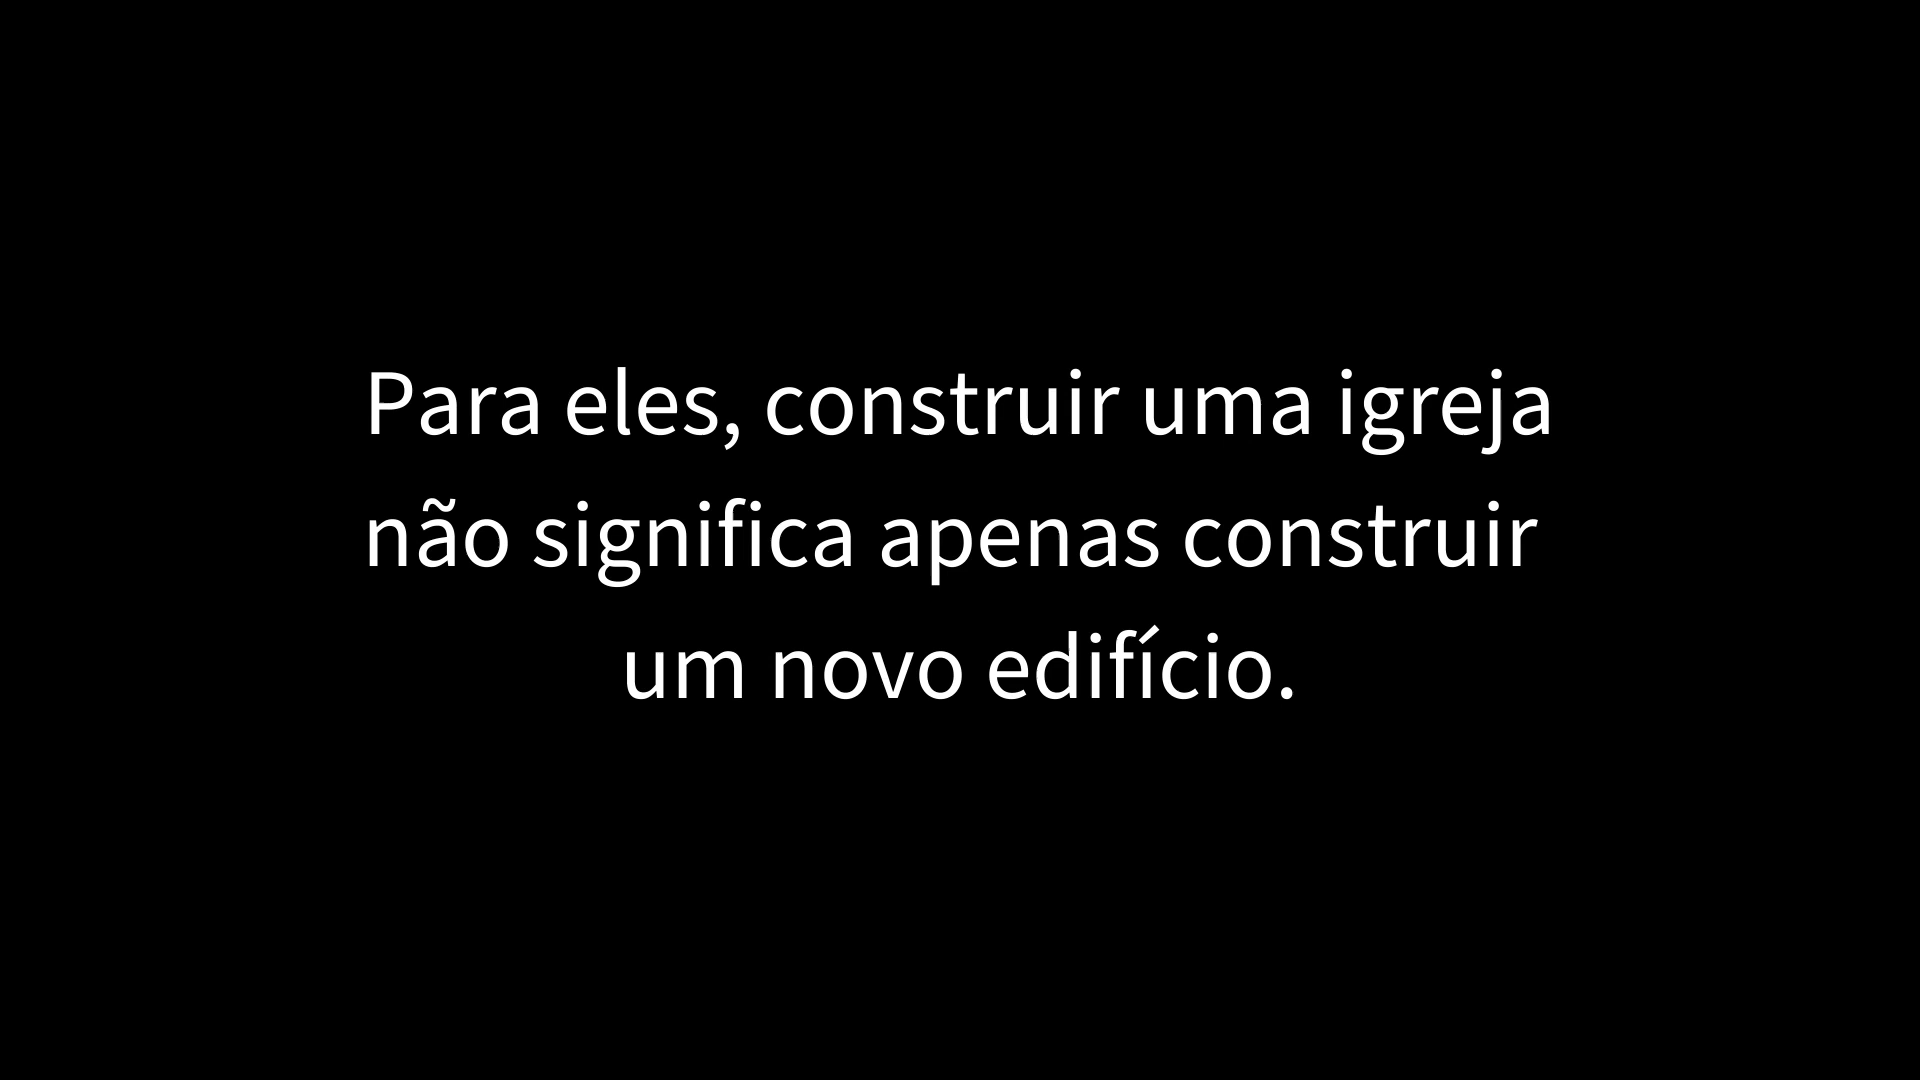 Para eles, construir uma igreja
não significa apenas construir
um novo edifício.